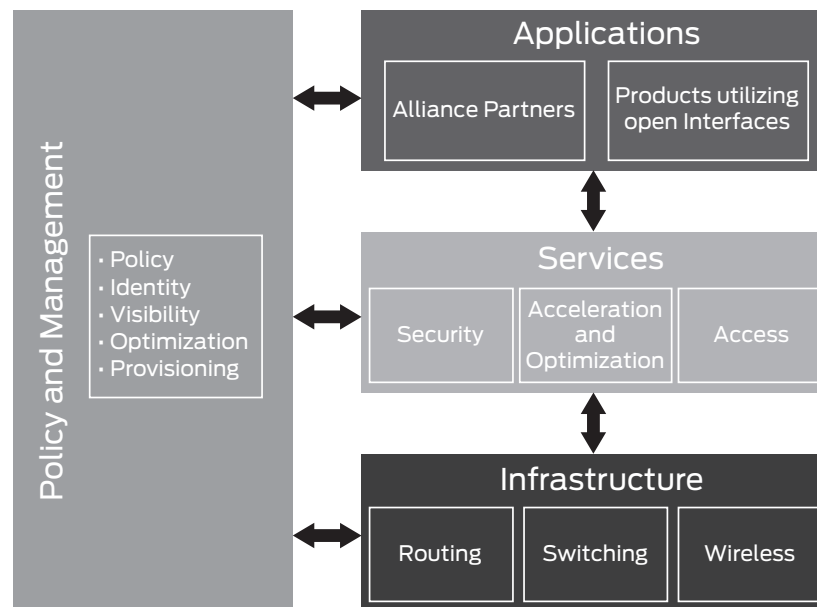 Policy and Management
· Policy
· Identity
· Visibility
· Optimization
· Provisioning
Applications
Alliance Partners
Products utilizing
open Interfaces
Services
Security
Acceleration
and
Optimization
Access
Infrastructure
Routing
Switching
Wireless